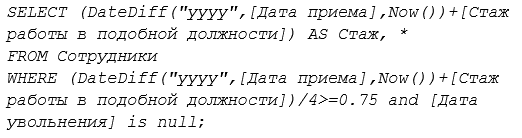 SELECT (DateDiff("yyyy",[Дата приема],Now())+[Стаж
работы в подобной должности]) AS Стаж, *
FROM Сотрудники
WHERE (DateDiff("yyyy",[Дата приема],Now())+[Стаж
работы в подобной должности])/4>=0.75 and [Дата
увольнения] is null;